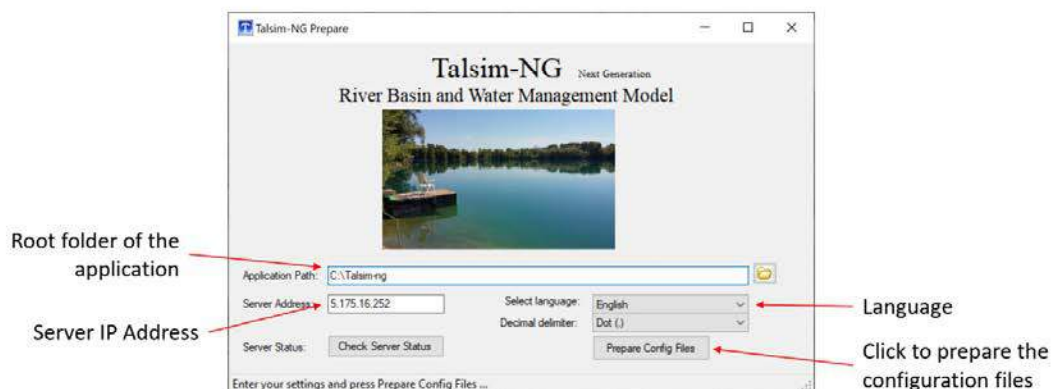 Talsim-NG Prepare
Talsim-NG Next Generation
River Basin and Water Management Model
Root folder of the
application
Application Path: C:\Talsim-ng
Server Address: 5.175.16.252
Select language: English
Language
Server IP Address
Decimal delimiter: Dot (.)
Server Status: Check Server Status
Prepare Config Files
Click to prepare the
configuration files
Enter your settings and press Prepare Config Files ...